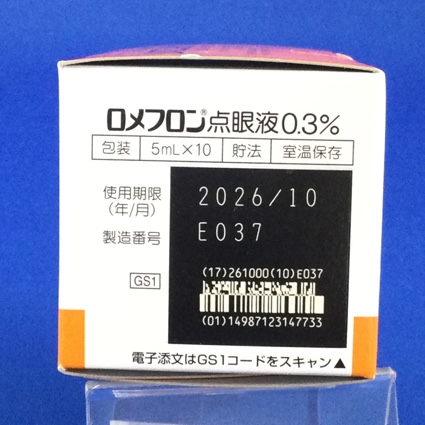 ロメフロン®点眼液0.3%
包装 5mL×10 貯法 室温保存
使用期限 2026/10
(年/月)
製造番号 E037
(17)261000(10)E037
GS1
(01)14987123147733
電子添文はGS1コードをスキャン▲